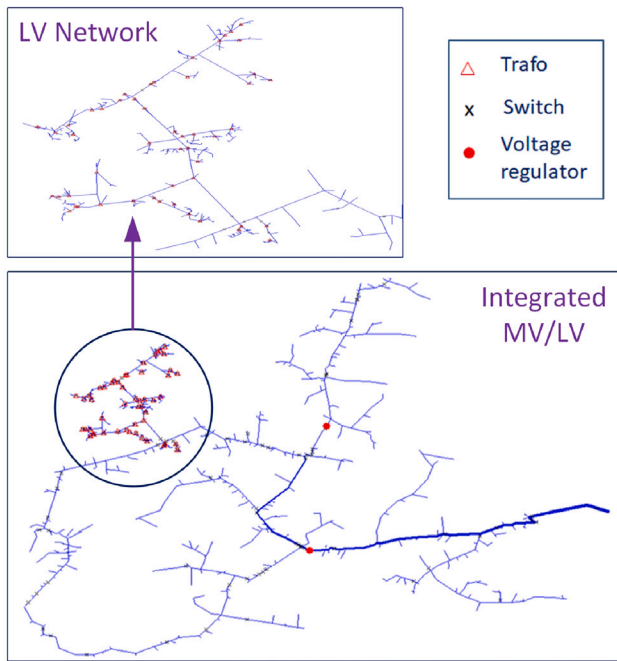 LV Network
Trafo
x Switch
Voltage
regulator
Integrated
MV/LV